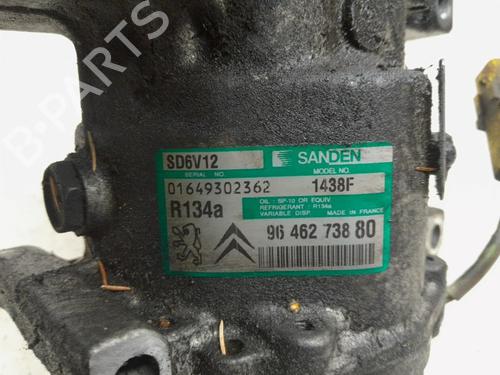 B-PARTS
SD6V12 SANDEN
SERIAL NO. MODEL NO.
01649302362 1438F
R134a OIL : SP-10 OR EQUIV.
REFRIGERANT : R134a
VARIABLE DISP. MADE IN FRANCE
96 462 738 80